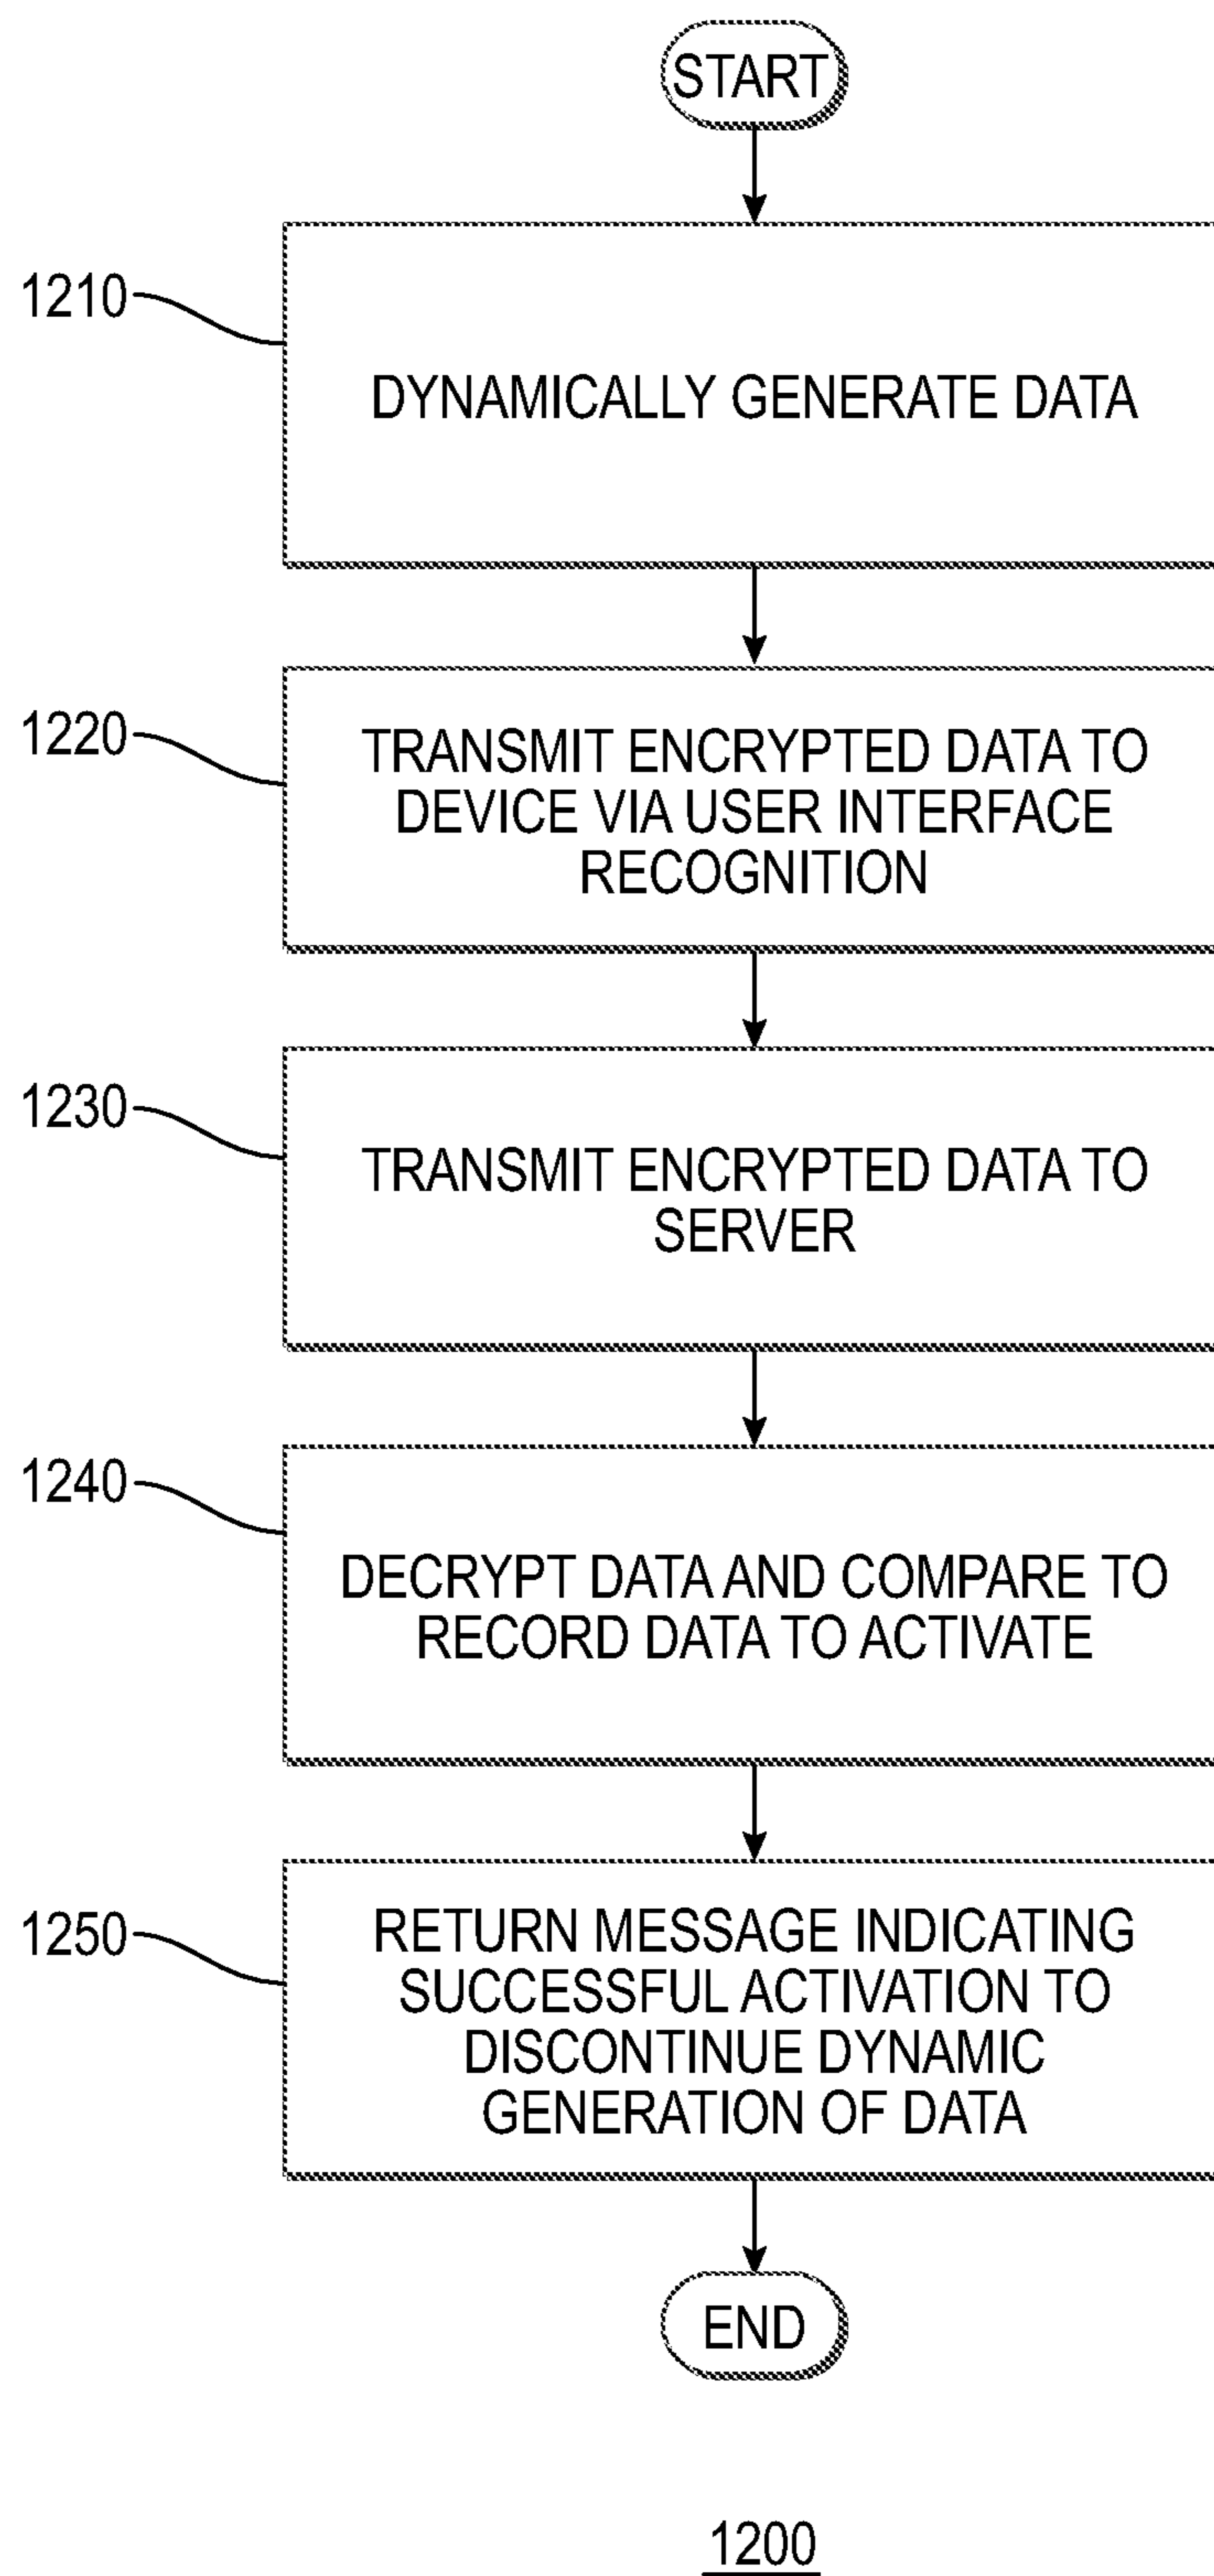 START
1210
DYNAMICALLY GENERATE DATA
1220
TRANSMIT ENCRYPTED DATA TO
DEVICE VIA USER INTERFACE
RECOGNITION
1230
TRANSMIT ENCRYPTED DATA TO
SERVER
1240
DECRYPT DATA AND COMPARE TO
RECORD DATA TO ACTIVATE
1250
RETURN MESSAGE INDICATING
SUCCESSFUL ACTIVATION TO
DISCONTINUE DYNAMIC
GENERATION OF DATA
END
1200